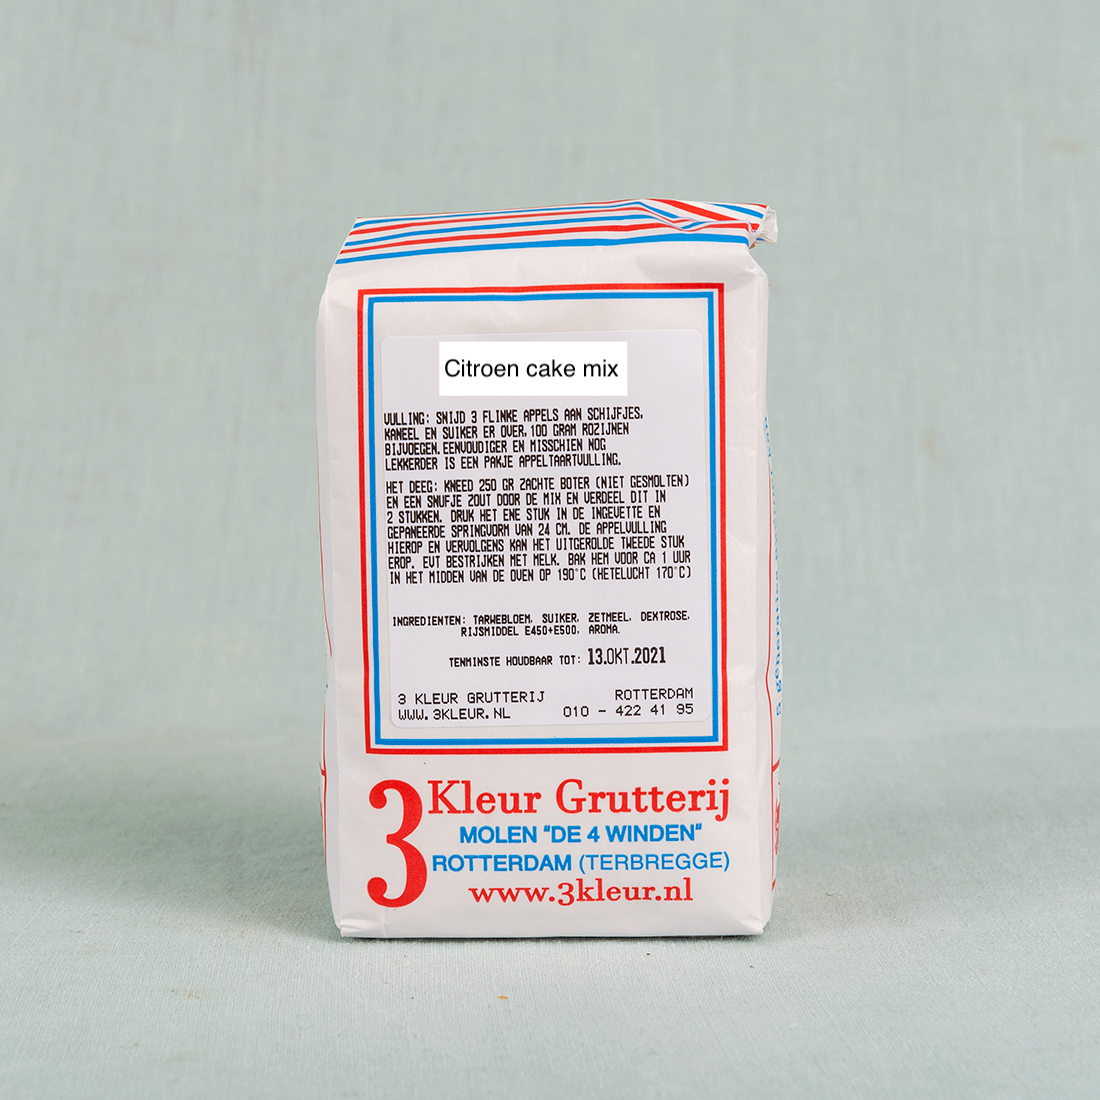 Citroen cake mix
VULLING: SNIJD 3 FLINKE APPELS AAN SCHIJFJES,
KANEEL EN SUIKER ER OVER, 100 GRAM ROZIJNEN
BIJVOEGEN. EENVOUDIGER EN MISSCHIEN NOG
LEKKERDER IS EEN PAKJE APPELTAARTVULLING.
HET DEEG: KNEED 250 GR ZACHTE BOTER (NIET GESMOLTEN)
EN EEN SNUFJE ZOUT DOOR DE MIX EN VERDEEL DIT IN
2 STUKKEN. DRUK HET ENE STUK IN DE INGEVETTE EN
GEPANEERDE SPRINGVORM VAN 24 CM. DE APPELVULLING
HIEROP EN VERVOLGENS KAN HET UITGEROLDE TWEEDE STUK
EROP. EVT BESTRIJKEN MET MELK. BAK HEM VOOR CA 1 UUR
IN HET MIDDEN VAN DE OVEN OP 190°C (HETELUCHT 170°C)
INGREDIENTEN: TARWEBLOEM, SUIKER, ZETMEEL, DEXTROSE,
RIJSMIDDEL E450+E500, AROMA.
TENMINSTE HOUDBAAR TOT: 13.OKT.2021
3 KLEUR GRUTTERIJ ROTTERDAM
WWW.3KLEUR.NL 010 - 422 41 95
3 Kleur Grutterij
MOLEN "DE 4 WINDEN"
ROTTERDAM (TERBREGGE)
www.3kleur.nl